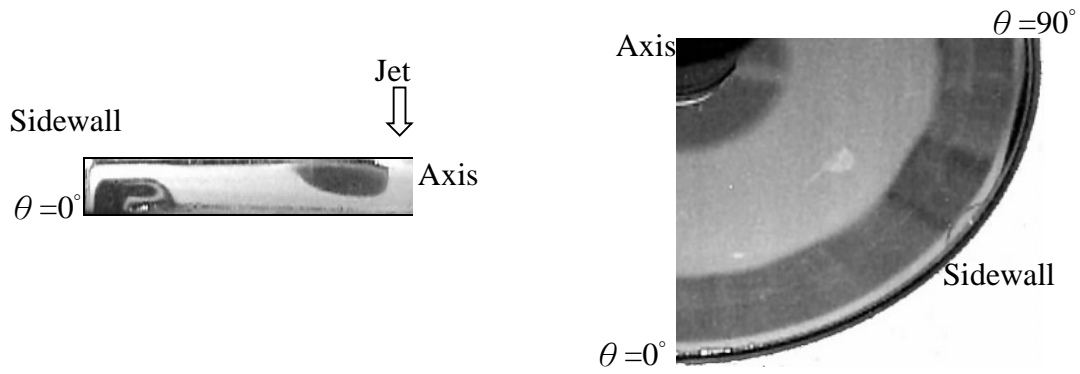 Jet
Sidewall
Axis
θ =0°
θ =90°
Axis
Sidewall
θ =0°